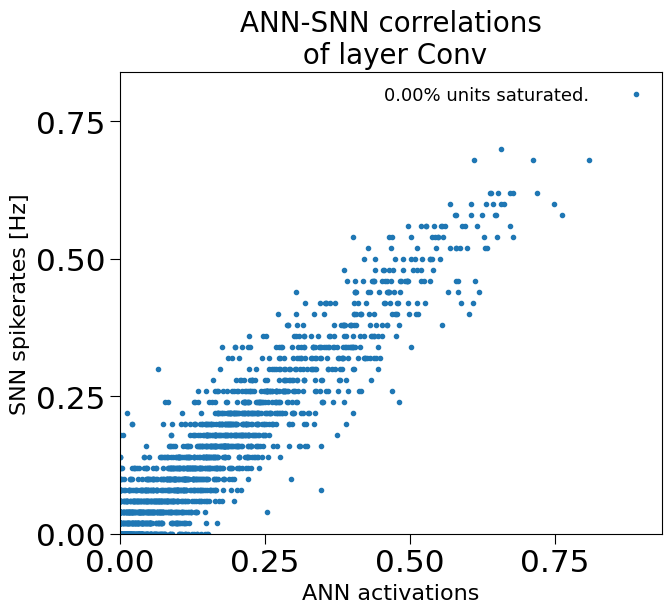 ANN-SNN correlations
of layer Conv
0.00% units saturated.
0.75
0.50
0.25
0.00
SNN spikerates [Hz]
0.00 0.25 0.50 0.75
ANN activations